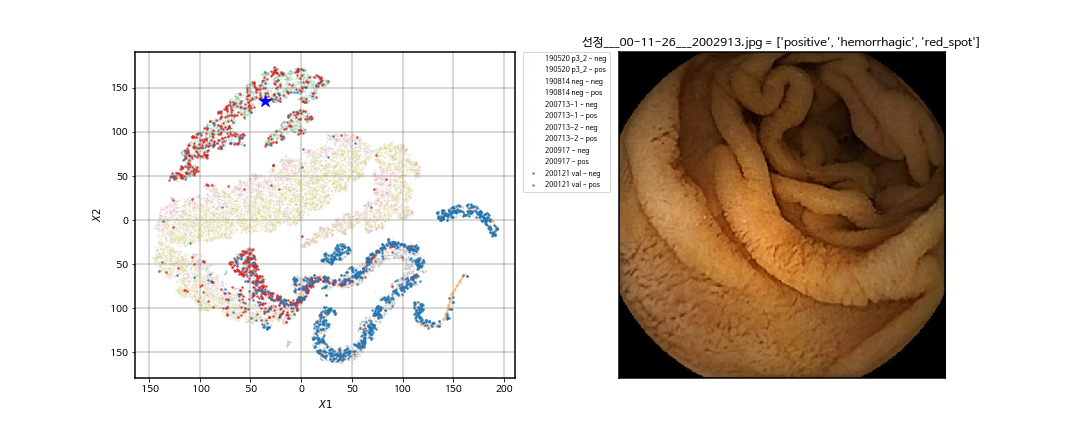 선정___00-11-26___2002913.jpg = ['positive', 'hemorrhagic', 'red_spot']
190520 p3_2 - neg
190520 p3_2 - pos
190814 neg - neg
190814 neg - pos
200713-1 - neg
200713-1 - pos
200713-2 - neg
200713-2 - pos
200917 - neg
200917 - pos
200121 val - neg
200121 val - pos
150
100
50
0
50
100
150
X2
150
100
50
0
50
100
150
200
X1